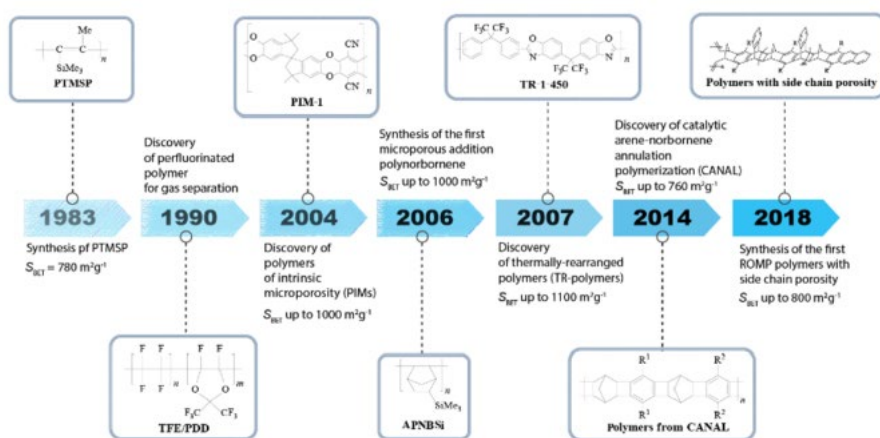 Me
C
C
SiMe3
n
PTMSP
O
O
O
O
CN
CN
n
PIM-1
F3C
CF3
O
N
F3C
CF3
O
N
n
TR-1-450
R
R
R
R
Polymers with side chain porosity
Discovery
of perfluorinated
polymer
for gas separation
Synthesis of the first
microporous addition
polynorbornene
SBET up to 1000 m²g⁻¹
Discovery of catalytic
arene-norbornene
annulation
polymerization (CANAL)
SBET up to 760 m²g⁻¹
1983
1990
2004
2006
2007
2014
2018
Synthesis pf PTMSP
SBET = 780 m²g⁻¹
Discovery of
polymers
of intrinsic
microporosity (PIMs)
SBET up to 1000 m²g⁻¹
Discovery
of thermally-rearranged
polymers (TR-polymers)
SBET up to 1100 m²g⁻¹
Synthesis of the first
ROMP polymers with
side chain porosity
SBET up to 800 m²g⁻¹
F F F F
n
m
F F O O
F3C CF3
TFE/PDD
n
SiMe3
APNBSi
R¹ R²
n
R¹ R²
Polymers from CANAL